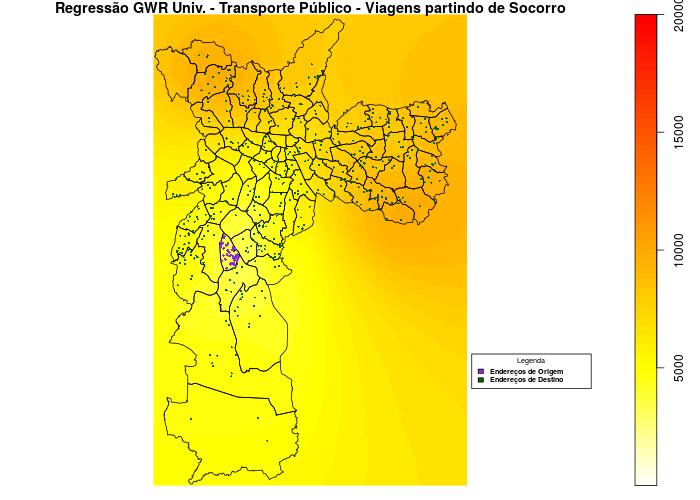 Regressão GWR Univ. - Transporte Público - Viagens partindo de Socorro
20000
15000
10000
5000
Legenda
Endereços de Origem
Endereços de Destino